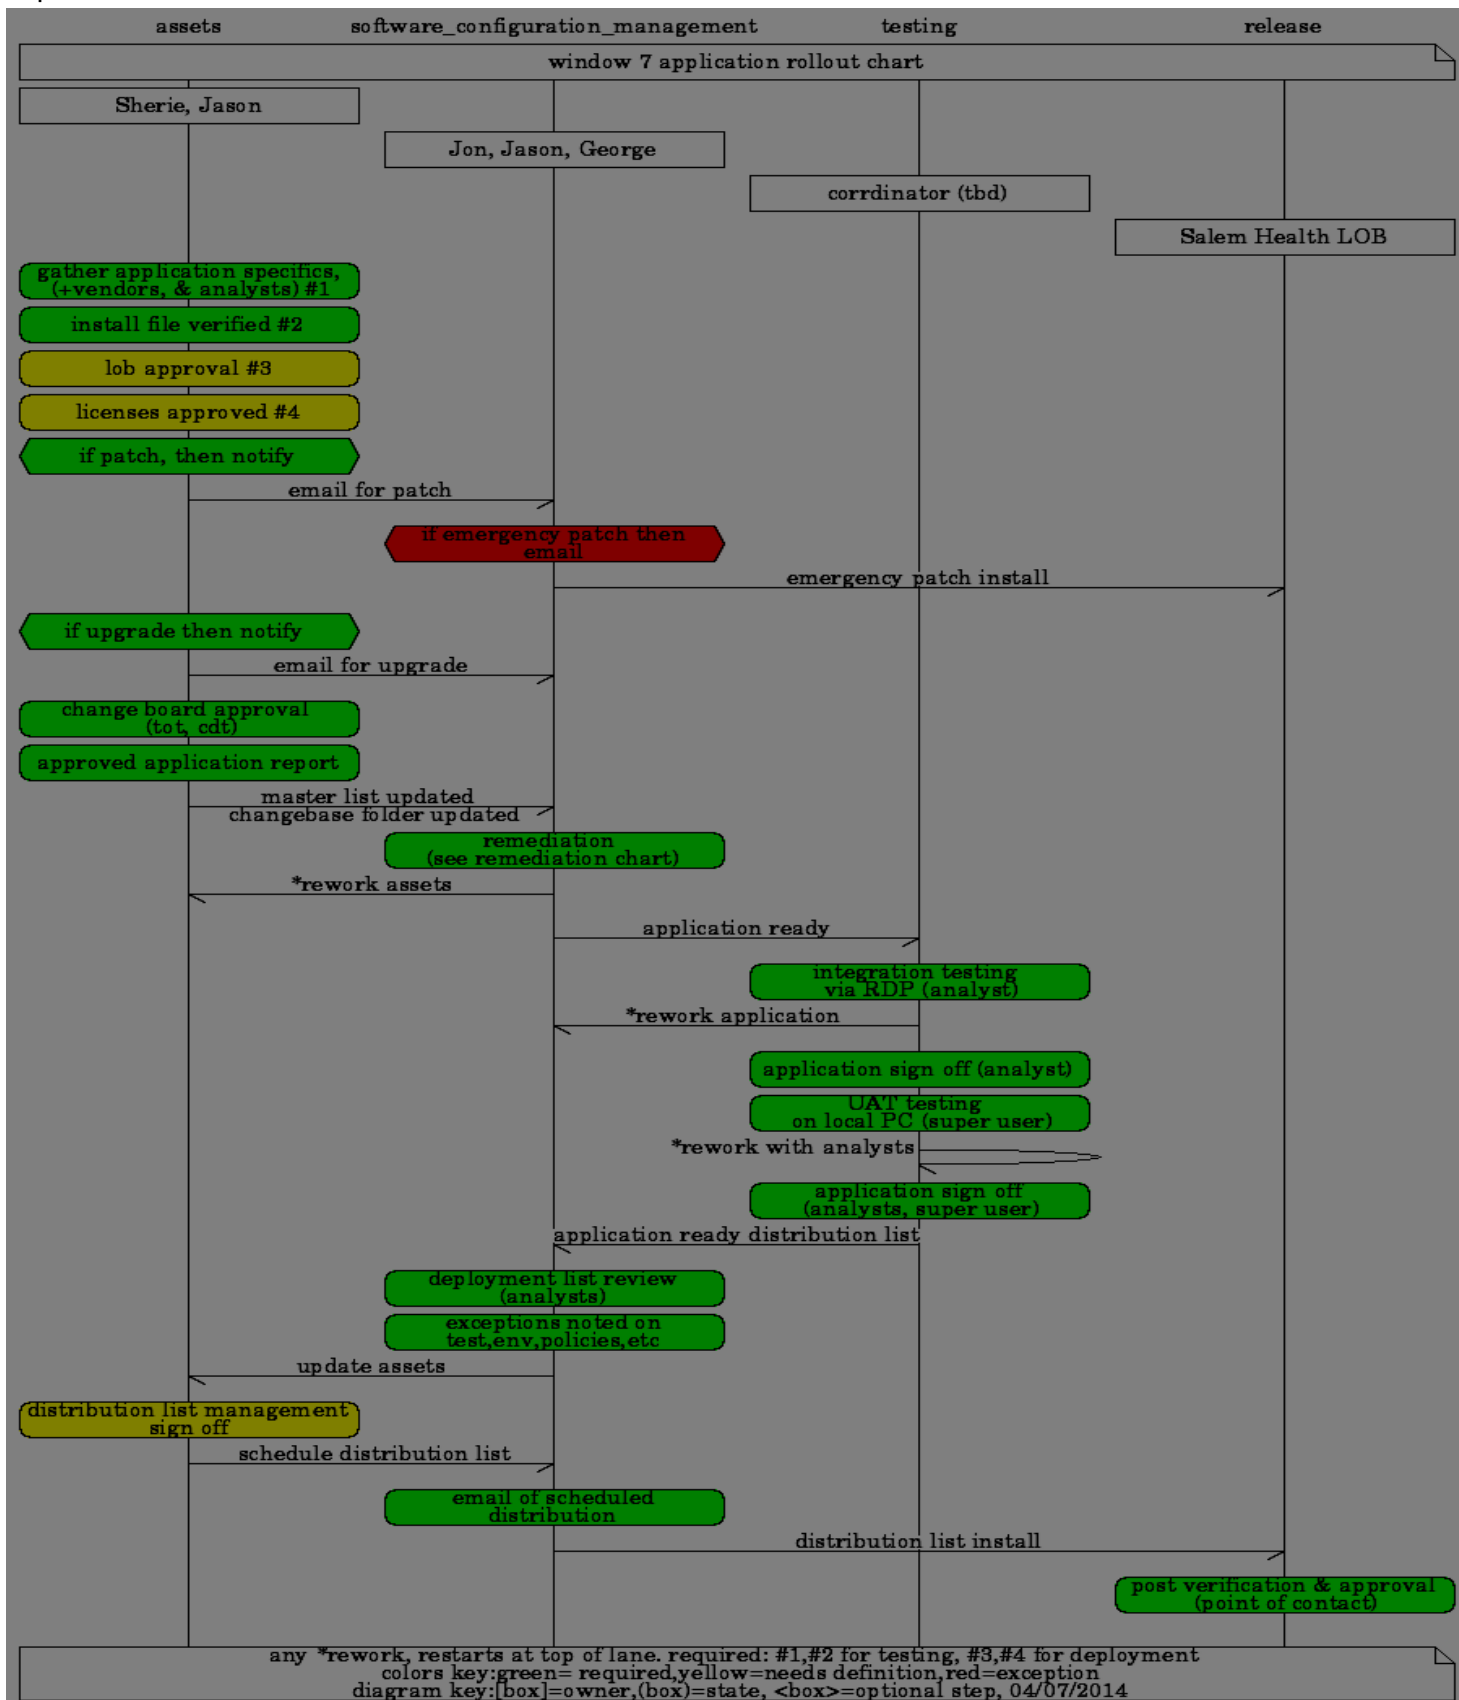 assets software_configuration_management testing release
window 7 application rollout chart
Sherie, Jason
Jon, Jason, George
corrdinator (tbd)
Salem Health LOB
gather application specifics,
(+vendors, & analysts) #1
install file verified #2
lob approval #3
licenses approved #4
if patch, then notify
email for patch
if emergency patch then
email
emergency patch install
if upgrade then notify
email for upgrade
change board approval
(tot, cdt)
approved application report
master list updated
changebase folder updated
remediation
(see remediation chart)
*rework assets
application ready
integration testing
via RDP (analyst)
*rework application
application sign off (analyst)
UAT testing
on local PC (super user)
*rework with analysts
application sign off
(analysts, super user)
application ready distribution list
deployment list review
(analysts)
exceptions noted on
test,env,policies,etc
update assets
distribution list management
sign off
schedule distribution list
email of scheduled
distribution
distribution list install
post verification & approval
(point of contact)
any *rework, restarts at top of lane. required: #1,#2 for testing, #3,#4 for deployment
colors key:green= required,yellow=needs definition,red=exception
diagram key:[box]=owner,(box)=state, <box>=optional step, 04/07/2014